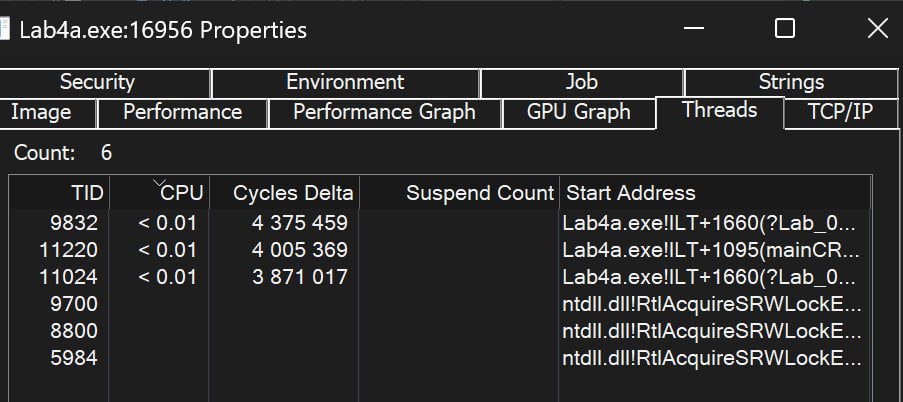 Lab4a.exe:16956 Properties
Security Environment Job Strings
Image Performance Performance Graph GPU Graph Threads TCP/IP
Count: 6
TID CPU Cycles Delta Suspend Count Start Address
9832 < 0.01 4 375 459 Lab4a.exe!ILT+1660(?Lab_0...
11220 < 0.01 4 005 369 Lab4a.exe!ILT+1095(mainCR...
11024 < 0.01 3 871 017 Lab4a.exe!ILT+1660(?Lab_0...
9700 ntdll.dll!RtlAcquireSRWLockE...
8800 ntdll.dll!RtlAcquireSRWLockE...
5984 ntdll.dll!RtlAcquireSRWLockE...